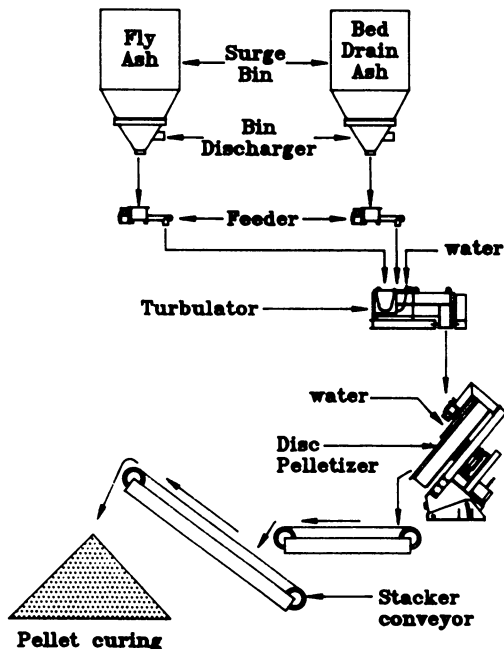 Fly
Ash
Surge
Bin
Bed
Drain
Ash
Bin
Discharger
Feeder
water
Turbulator
water
Disc
Pelletizer
Stacker
conveyor
Pellet curing